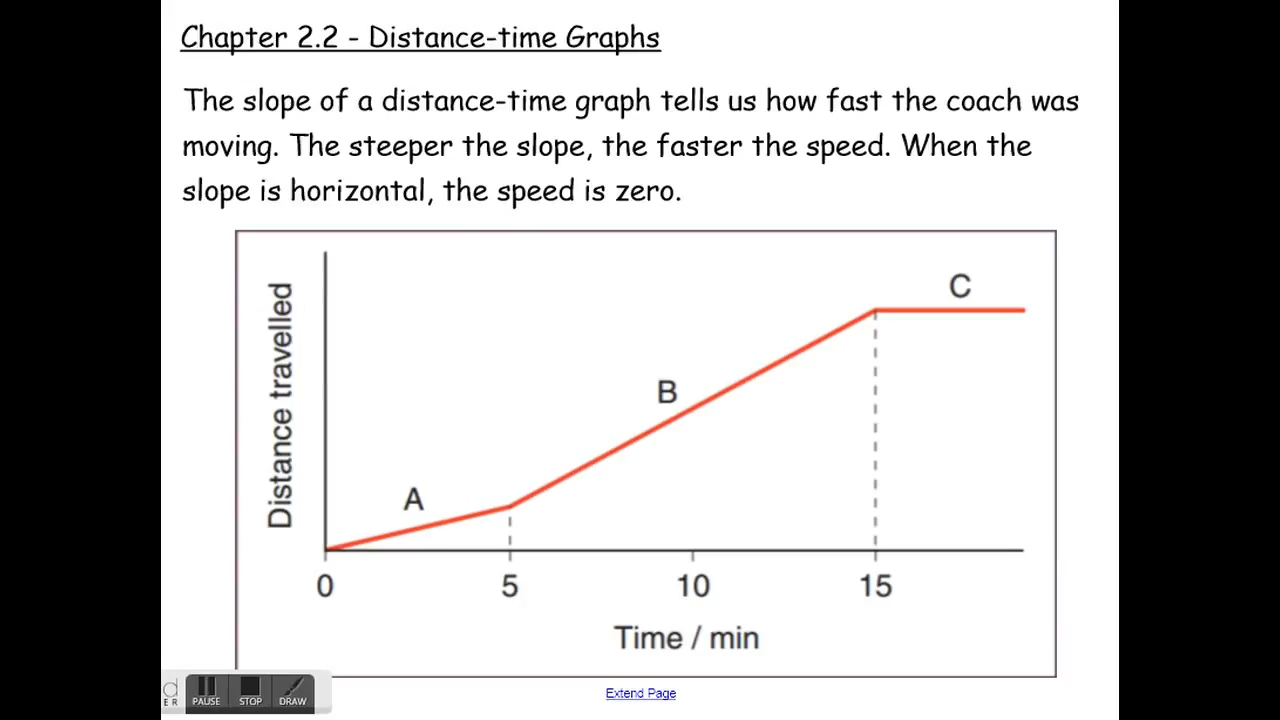 Chapter 2.2 - Distance-time Graphs
The slope of a distance-time graph tells us how fast the coach was
moving. The steeper the slope, the faster the speed. When the
slope is horizontal, the speed is zero.
Distance travelled
C
B
A
0 5 10 15
Time / min
PAUSE STOP DRAW
Extend Page